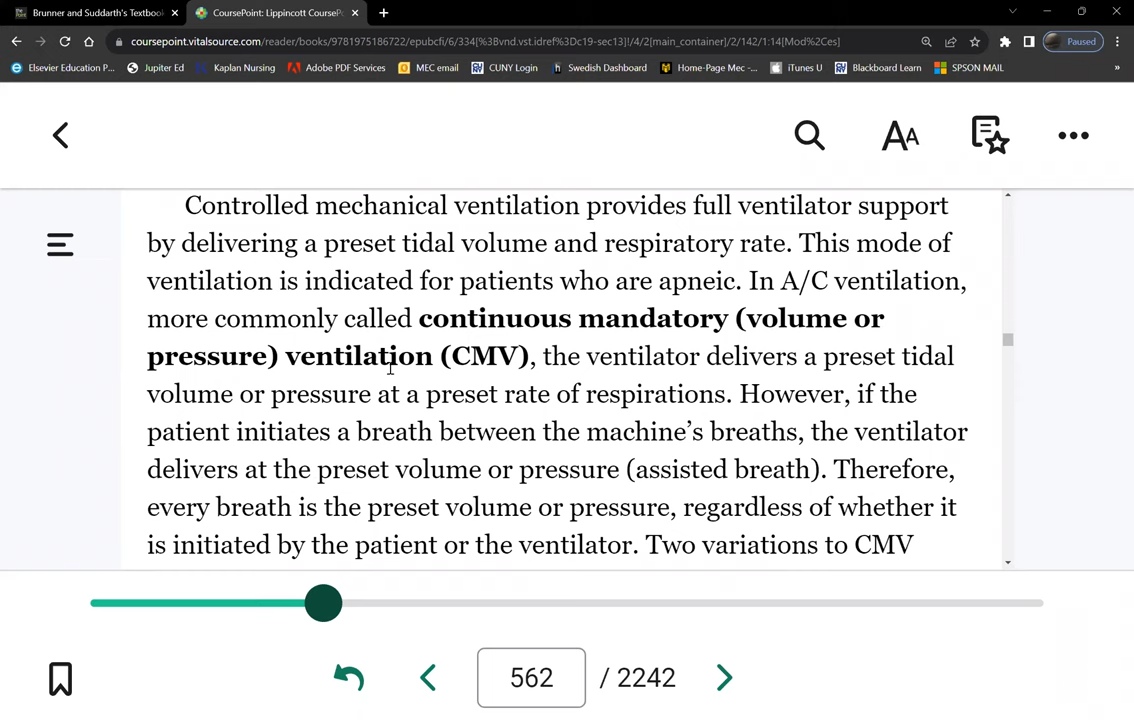 Brunner and Suddarth's Textboo
CoursePoint: Lippincott CourseP
coursepoint.vitalsource.com/reader/books/9781975186722/epubcfi/6/334[%3Bvnd.vst.idref%3Dc19-sec13]!/4/2[main_container]/2/142/1:14[Mod%2Ces]
Paused
Elsevier Education P...
Jupiter Ed
Kaplan Nursing
Adobe PDF Services
MEC email
CUNY Login
Swedish Dashboard
Home-Page Mec -...
iTunes U
Blackboard Learn
SPSON MAIL
»
AA
Controlled mechanical ventilation provides full ventilator support
by delivering a preset tidal volume and respiratory rate. This mode of
ventilation is indicated for patients who are apneic. In A/C ventilation,
more commonly called continuous mandatory (volume or
pressure) ventilation (CMV), the ventilator delivers a preset tidal
volume or pressure at a preset rate of respirations. However, if the
patient initiates a breath between the machine's breaths, the ventilator
delivers at the preset volume or pressure (assisted breath). Therefore,
every breath is the preset volume or pressure, regardless of whether it
is initiated by the patient or the ventilator. Two variations to CMV
562 / 2242